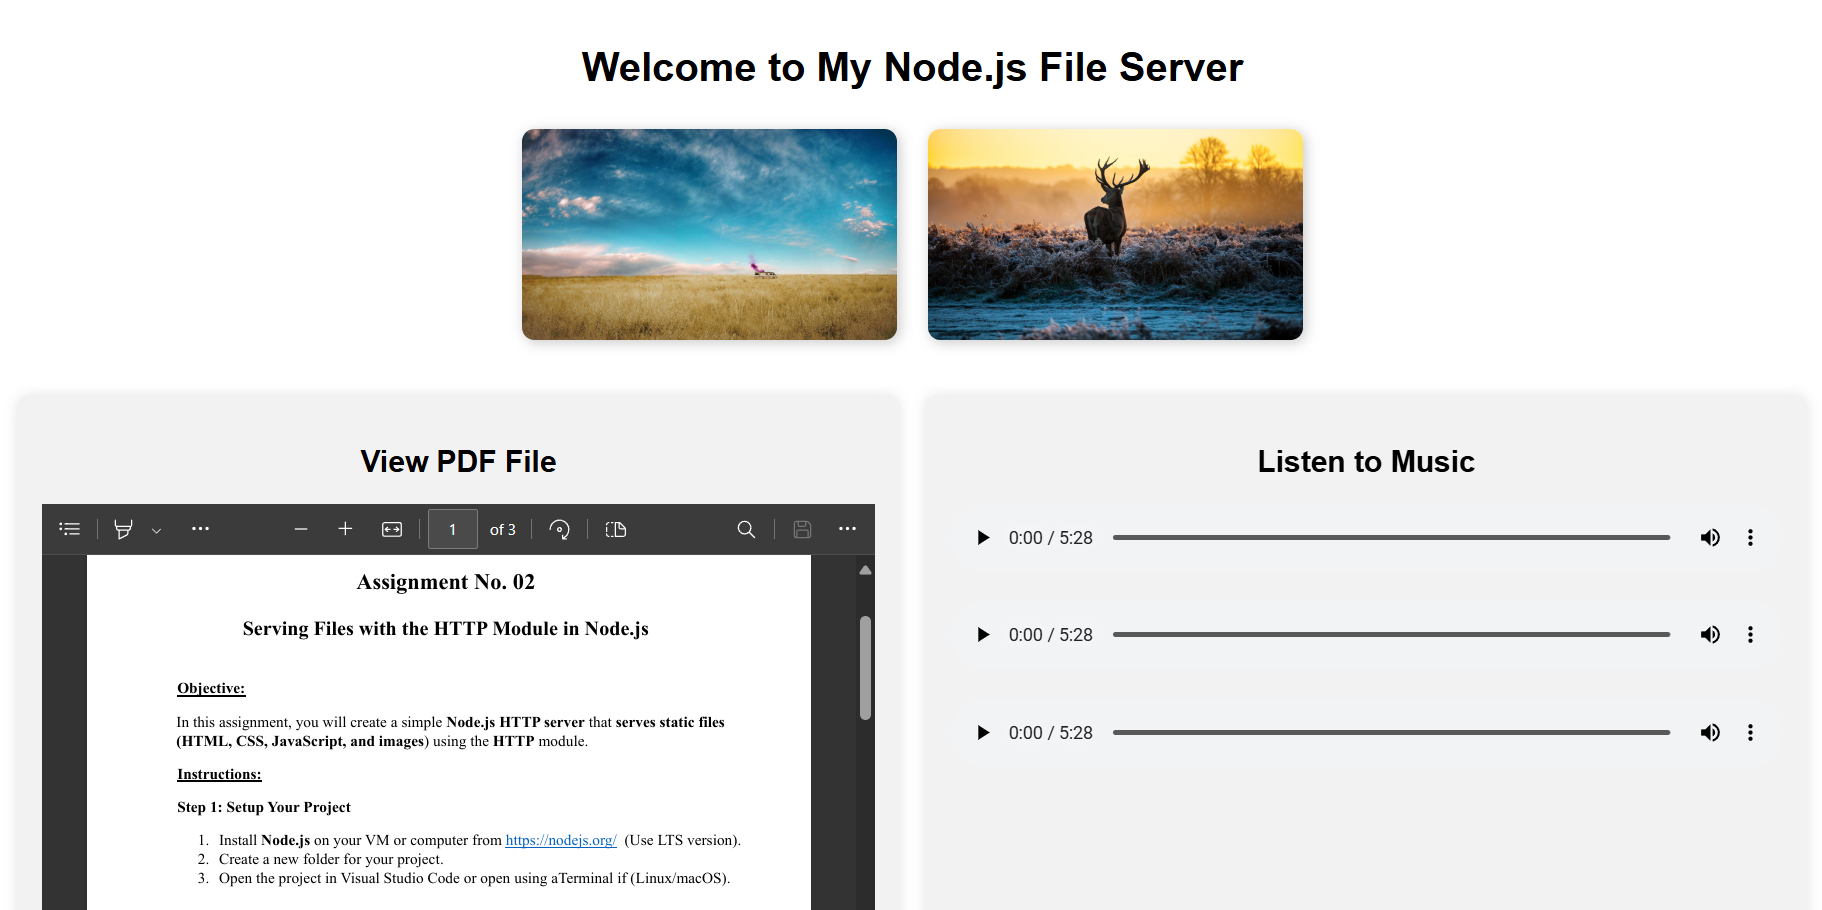 Welcome to My Node.js File Server
View PDF File
1 of 3
Assignment No. 02
Serving Files with the HTTP Module in Node.js
Objective:
In this assignment, you will create a simple Node.js HTTP server that serves static files
(HTML, CSS, JavaScript, and images) using the HTTP module.
Instructions:
Step 1: Setup Your Project
1. Install Node.js on your VM or computer from https://nodejs.org/ (Use LTS version).
2. Create a new folder for your project.
3. Open the project in Visual Studio Code or open using aTerminal if (Linux/macOS).
Listen to Music
0:00 / 5:28
0:00 / 5:28
0:00 / 5:28